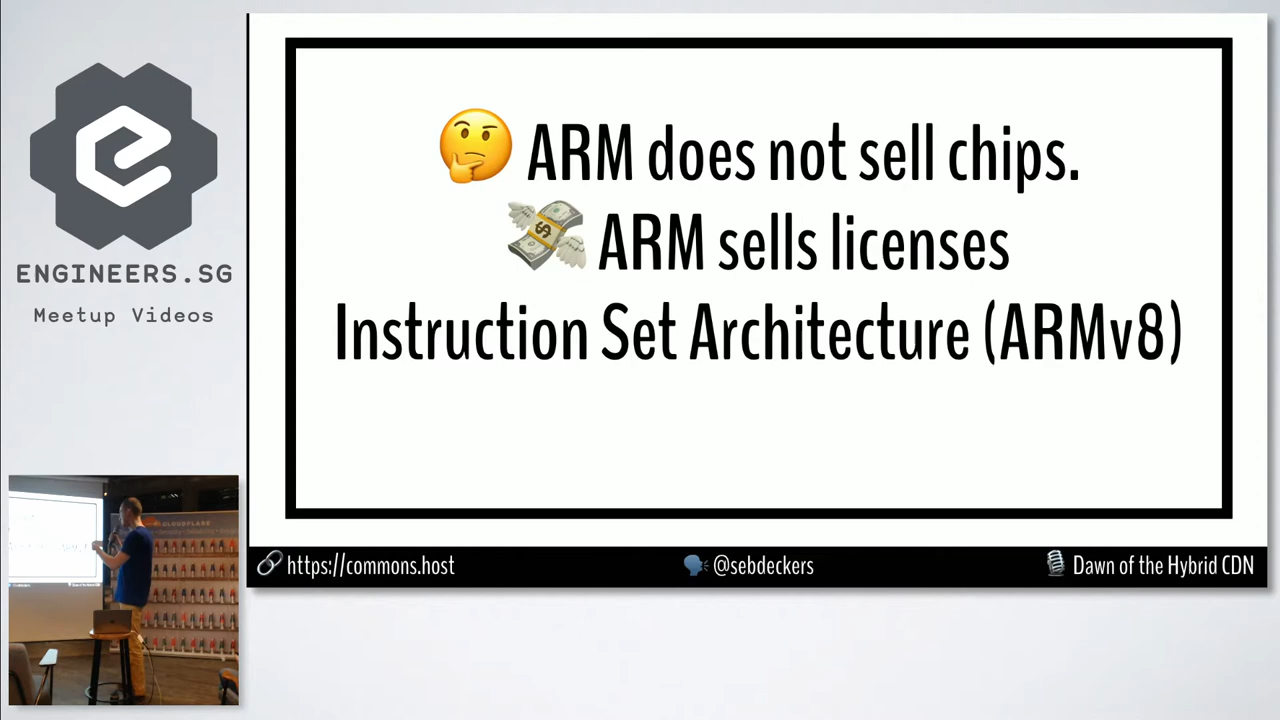 ENGINEERS.SG
Meetup Videos
🤔 ARM does not sell chips.
💸 ARM sells licenses
Instruction Set Architecture (ARMv8)
CLOUDFLARE
🔗 https://commons.host
🗣 @sebdeckers
🎙 Dawn of the Hybrid CDN